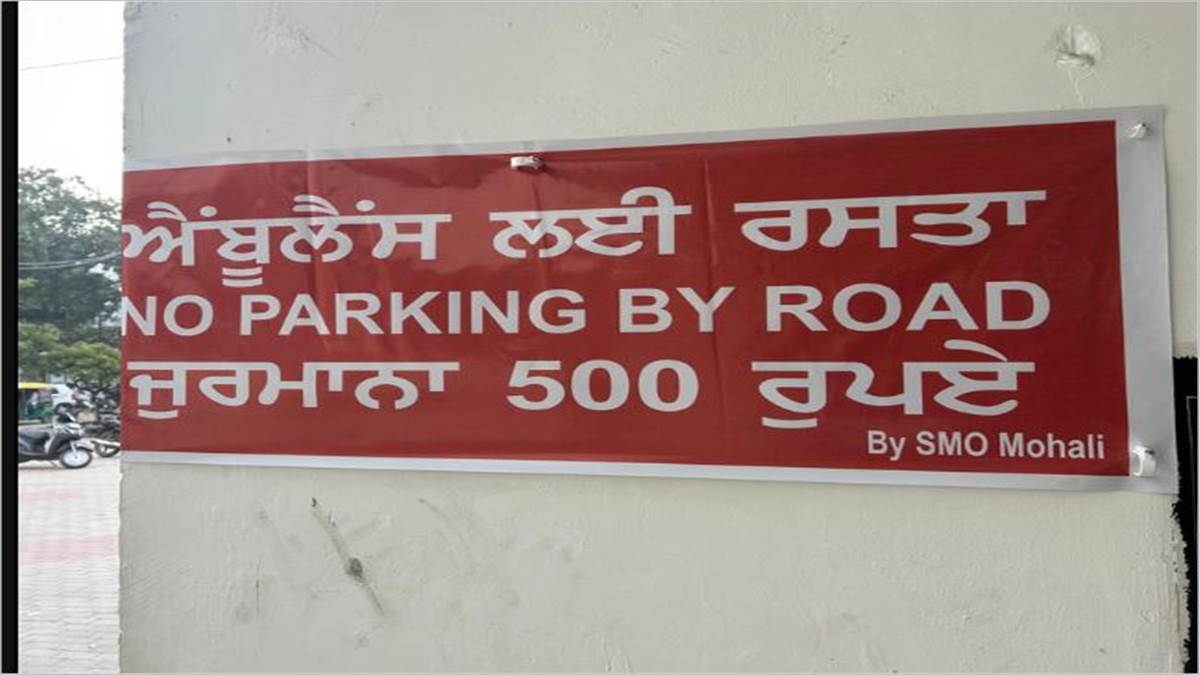 ਐਂਬੂਲੈਂਸ ਲਈ ਰਸਤਾ
NO PARKING BY ROAD
ਜੁਰਮਾਨਾ 500 ਰੁਪਏ
By SMO Mohali